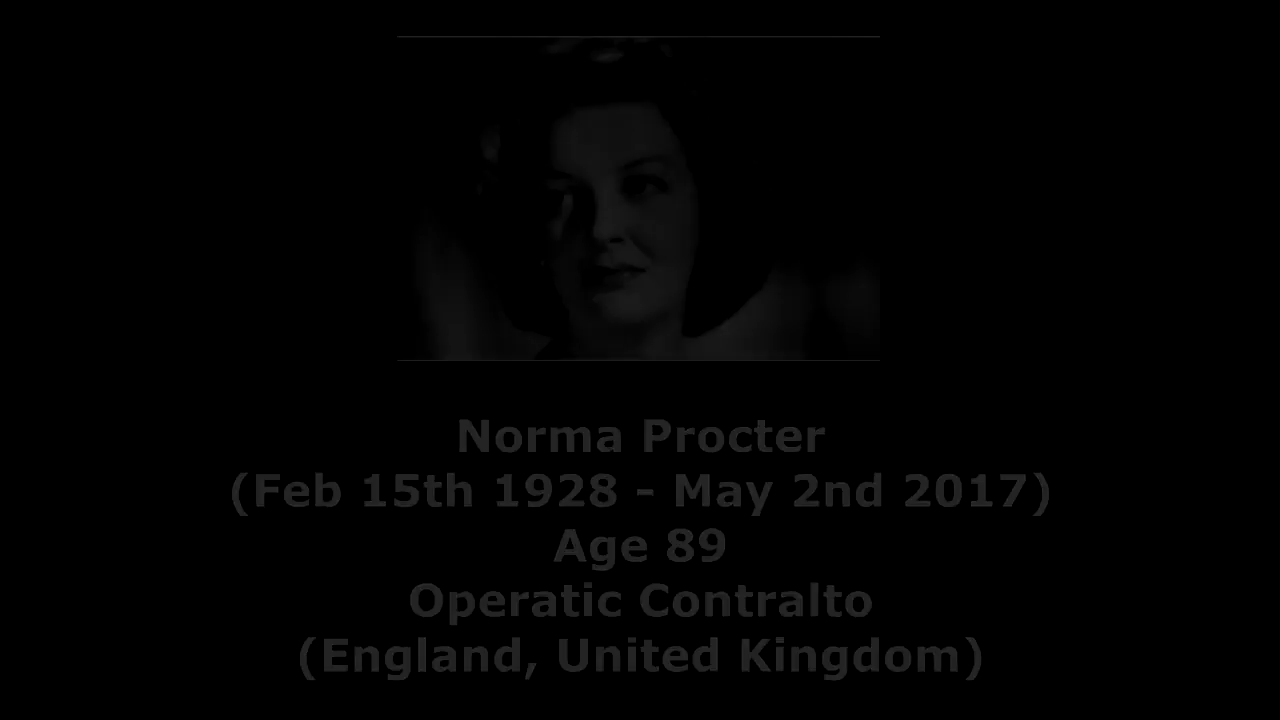 Norma Procter
(Feb 15th 1928 - May 2nd 2017)
Age 89
Operatic Contralto
(England, United Kingdom)